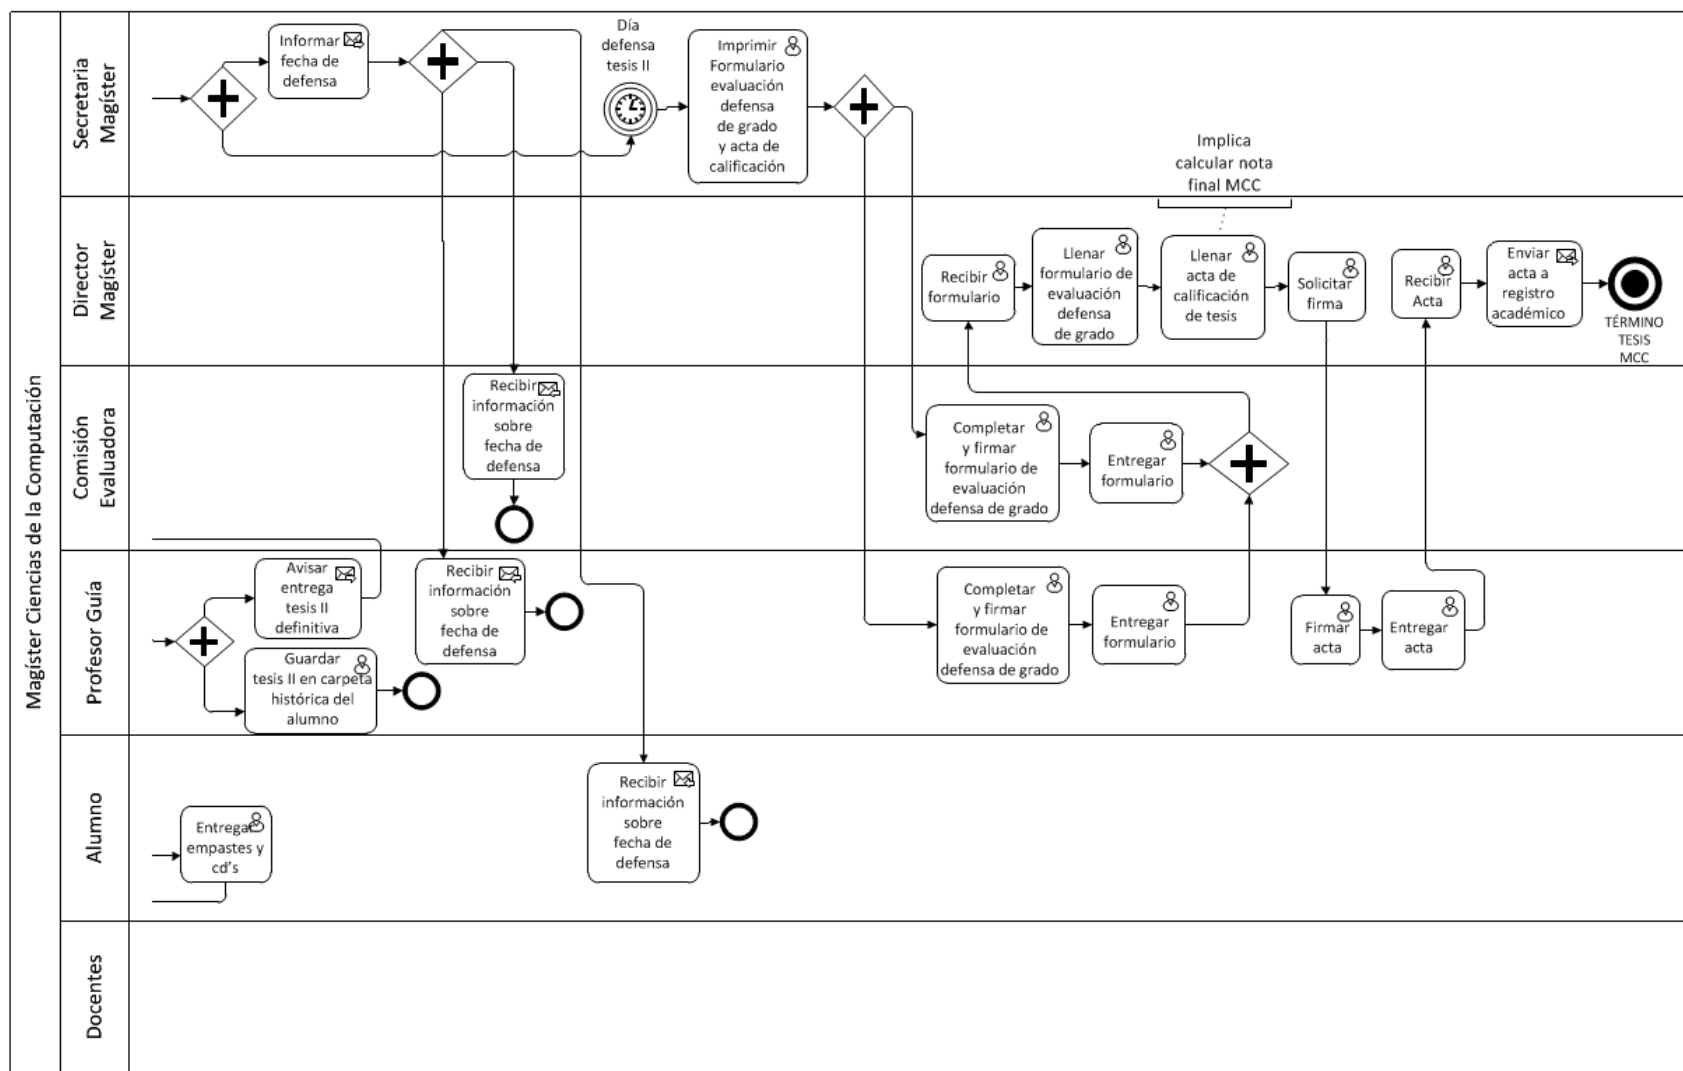 Magíster Ciencias de la Computación
Secretaria
Magíster
Informar
fecha de
defensa
Día
defensa
tesis II
Imprimir
Formulario
evaluación
defensa
de grado
y acta de
calificación
Implica
calcular nota
final MCC
Director
Magíster
Recibir
formulario
Llenar
formulario de
evaluación
defensa
de grado
Llenar
acta de
calificación
de tesis
Solicitar
firma
Recibir
Acta
Enviar
acta a
registro
académico
TÉRMINO
TESIS
MCC
Comisión
Evaluadora
Recibir
información
sobre
fecha de
defensa
Completar
y firmar
formulario de
evaluación
defensa de grado
Entregar
formulario
Profesor Guía
Avisar
entrega
tesis II
definitiva
Guardar
tesis II en carpeta
histórica del
alumno
Recibir
información
sobre
fecha de
defensa
Completar
y firmar
formulario de
evaluación
defensa de grado
Entregar
formulario
Firmar
acta
Entregar
acta
Alumno
Entregar
empastes y
cd's
Recibir
información
sobre
fecha de
defensa
Docentes